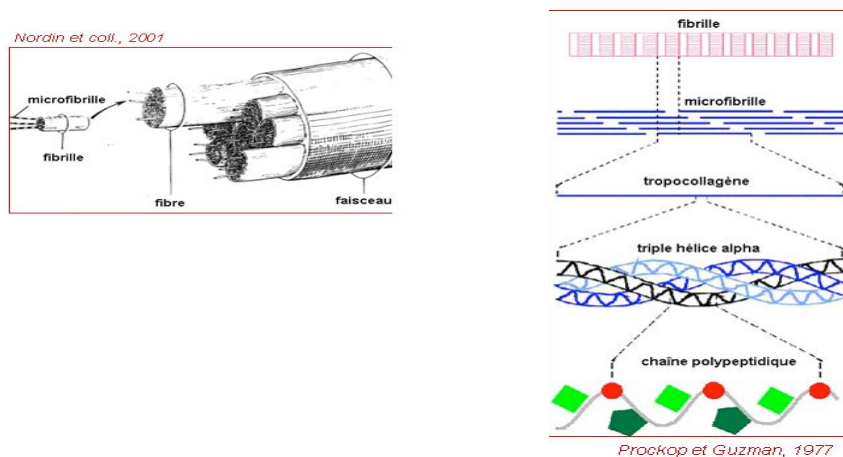 Nordin et coll., 2001
microfibrille
fibrille
fibre
faisceau
fibrille
microfibrille
tropocollagène
triple hélice alpha
chaîne polypeptidique
Prockop et Guzman, 1977